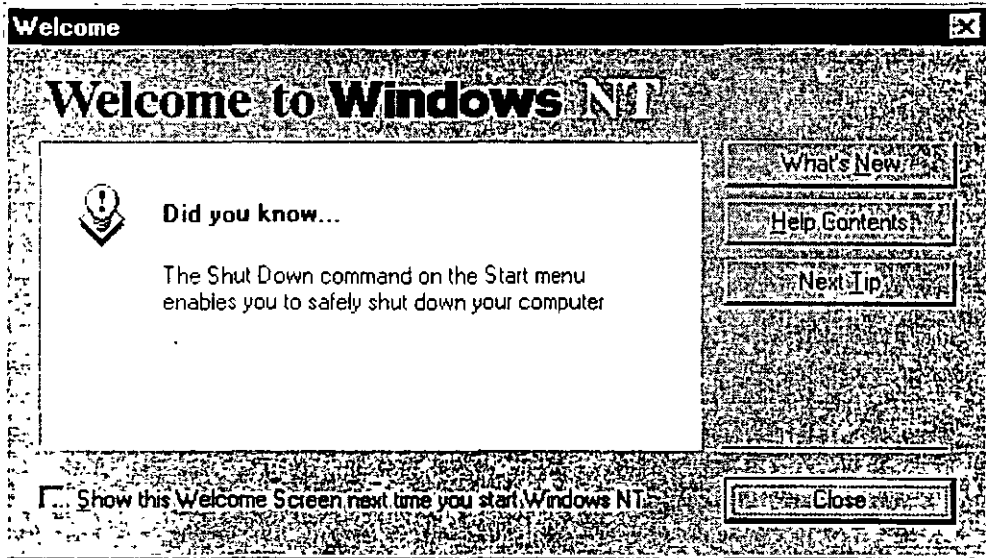 Welcome
Welcome to Windows NT
What's New
Did you know...
Help Contents
The Shut Down command on the Start menu
enables you to safely shut down your computer
Next Tip
Show this Welcome Screen next time you start Windows NT
Close